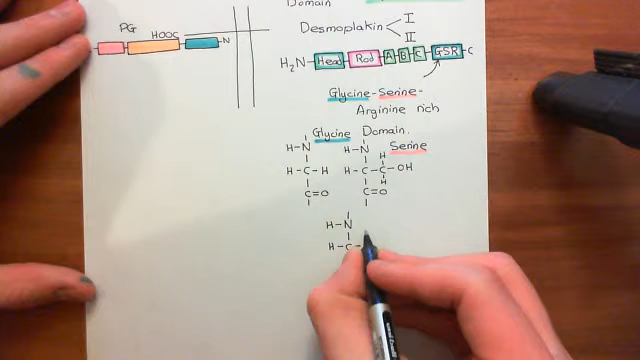 Domain
PG
HOOC
N
Desmoplakin
I
II
H₂N Head Rod A B C GSR C
Glycine-Serine-
Arginine rich
Domain.
Glycine
Serine
H-N
H-C-H
C=O
H-N
H
H-C-C-OH
H
C=O
H-N
H-C-